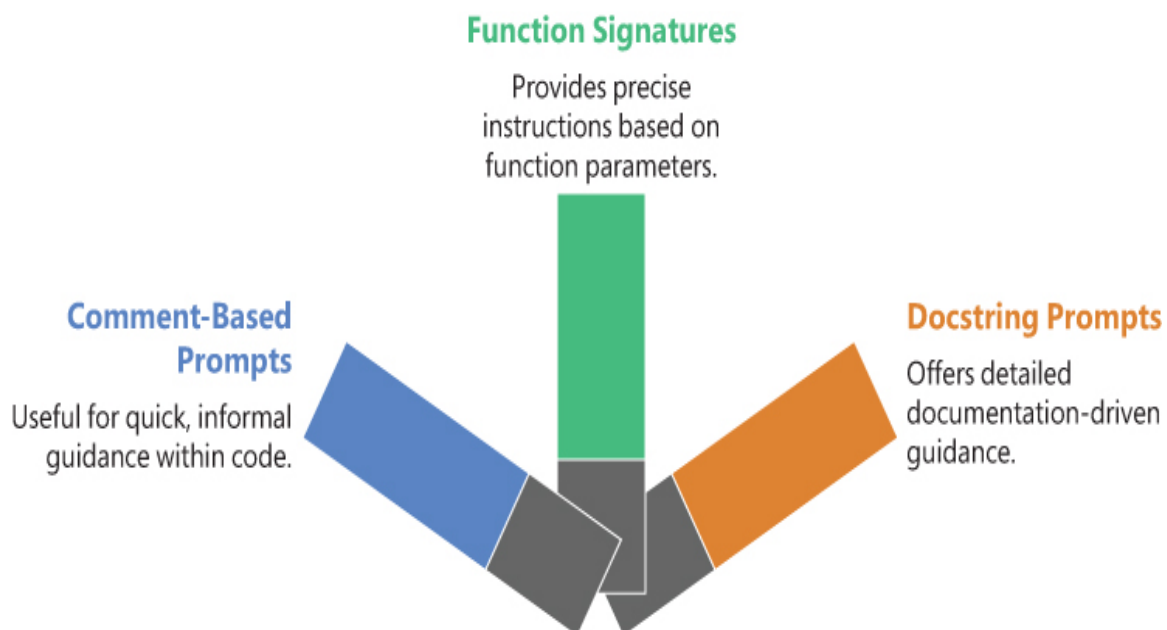 Function Signatures
Provides precise
instructions based on
function parameters.
Comment-Based
Prompts
Useful for quick, informal
guidance within code.
Docstring Prompts
Offers detailed
documentation-driven
guidance.